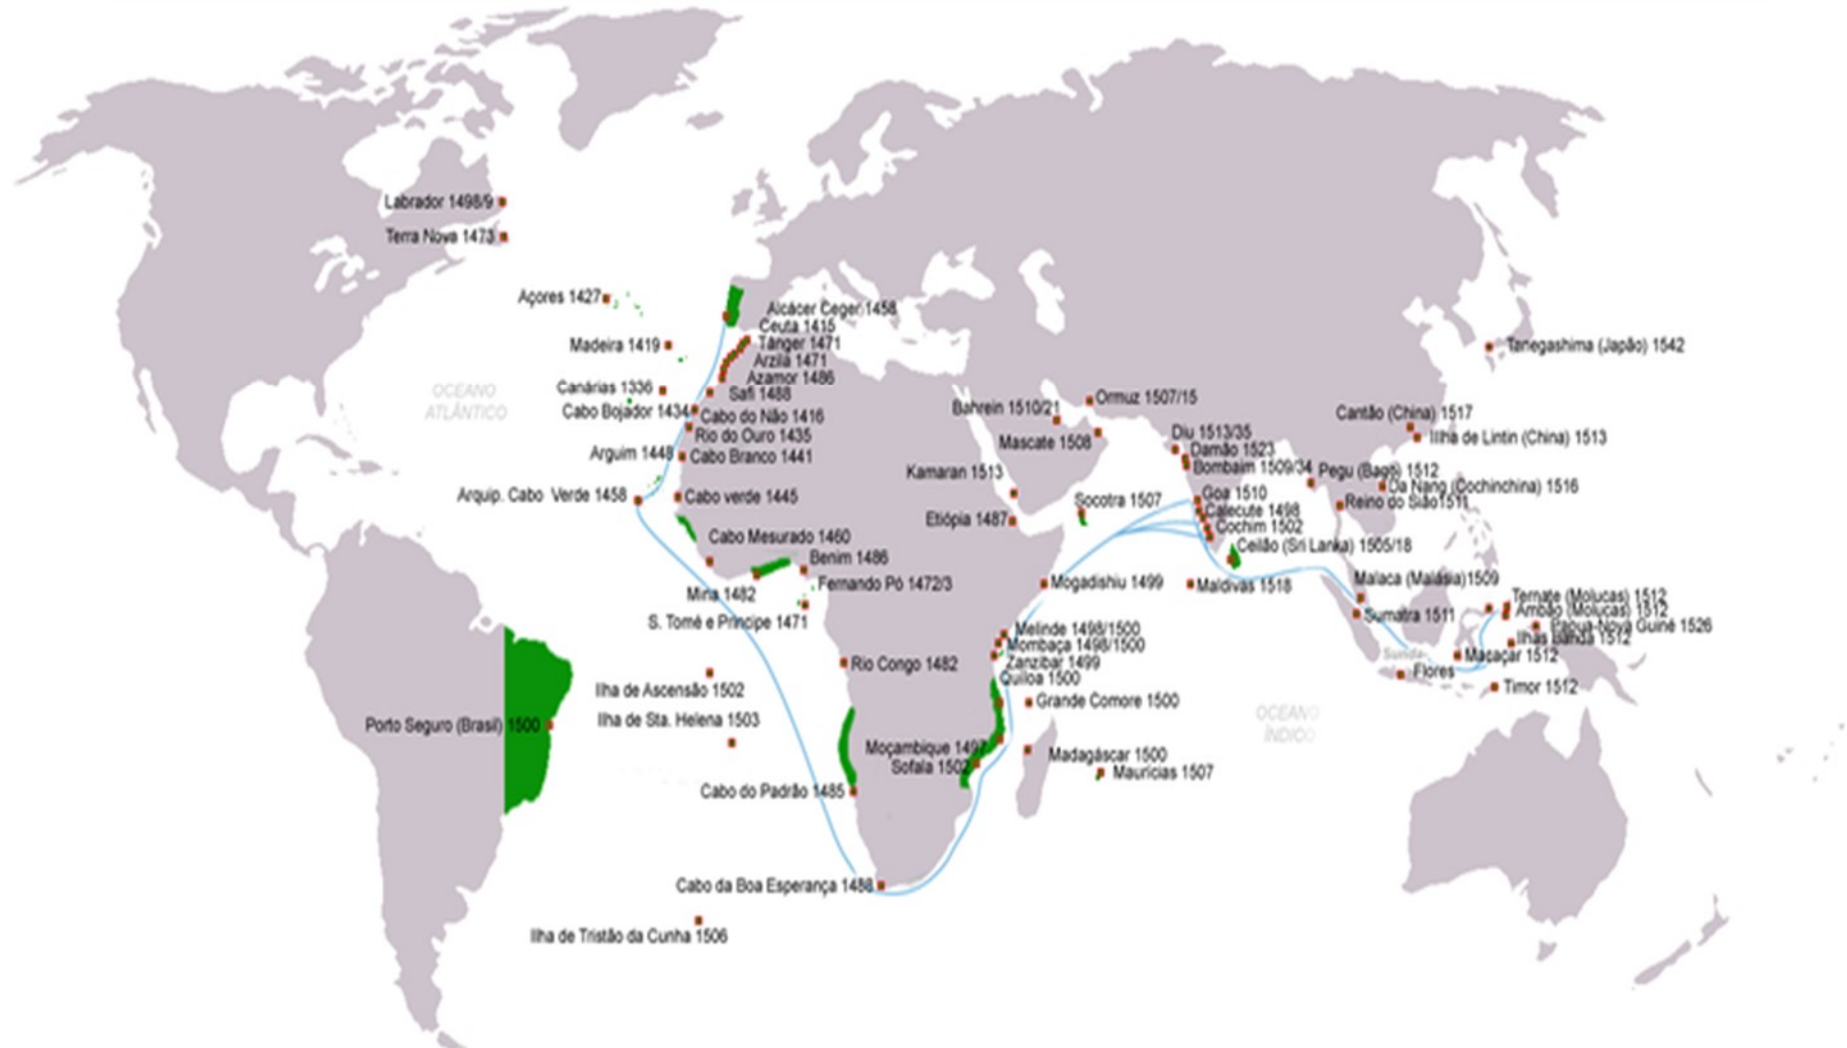 Labrador 1498/9
Terra Nova 1473
Açores 1427
Madeira 1419
Canárias 1336
Cabo Bojador 1434
Arguim 1448
Arquip. Cabo Verde 1458
OCEANO
ATLÂNTICO
Alcácer Ceger 1458
Ceuta 1415
Tânger 1471
Arzila 1471
Azamor 1486
Safi 1488
Cabo do Não 1416
Rio do Ouro 1435
Cabo Branco 1441
Cabo verde 1445
Cabo Mesurado 1460
Benim 1486
Fernando Pó 1472/3
Mina 1482
S. Tomé e Príncipe 1471
Rio Congo 1482
Ilha de Ascensão 1502
Ilha de Sta. Helena 1503
Porto Seguro (Brasil) 1500
Cabo do Padrão 1485
Cabo da Boa Esperança 1488
Ilha de Tristão da Cunha 1506
Bahrein 1510/21
Ormuz 1507/15
Mascate 1508
Kamaran 1513
Etiópia 1487
Socotra 1507
Mogadishiu 1499
Melinde 1498/1500
Mombaça 1498/1500
Zanzibar 1499
Quíloa 1500
Grande Comore 1500
Moçambique 1497
Sofala 1502
Madagáscar 1500
Maurícias 1507
OCEANO
ÍNDICO
Diu 1513/35
Damão 1523
Bombaim 1509/34
Goa 1510
Calecute 1498
Cochim 1502
Ceilão (Sri Lanka) 1505/18
Maldivas 1518
Tanegashima (Japão) 1542
Cantão (China) 1517
Ilha de Lintin (China) 1513
Pegu (Bago) 1512
Da Nang (Cochinchina) 1516
Reino do Sião1511
Malaca (Malásia)1509
Sumatra 1511
Ternate (Molucas) 1512
Ambão (Molucas) 1512
Papua-Nova Guiné 1526
Ilhas Banda 1512
Macaçar 1512
Sunda
Flores
Timor 1512